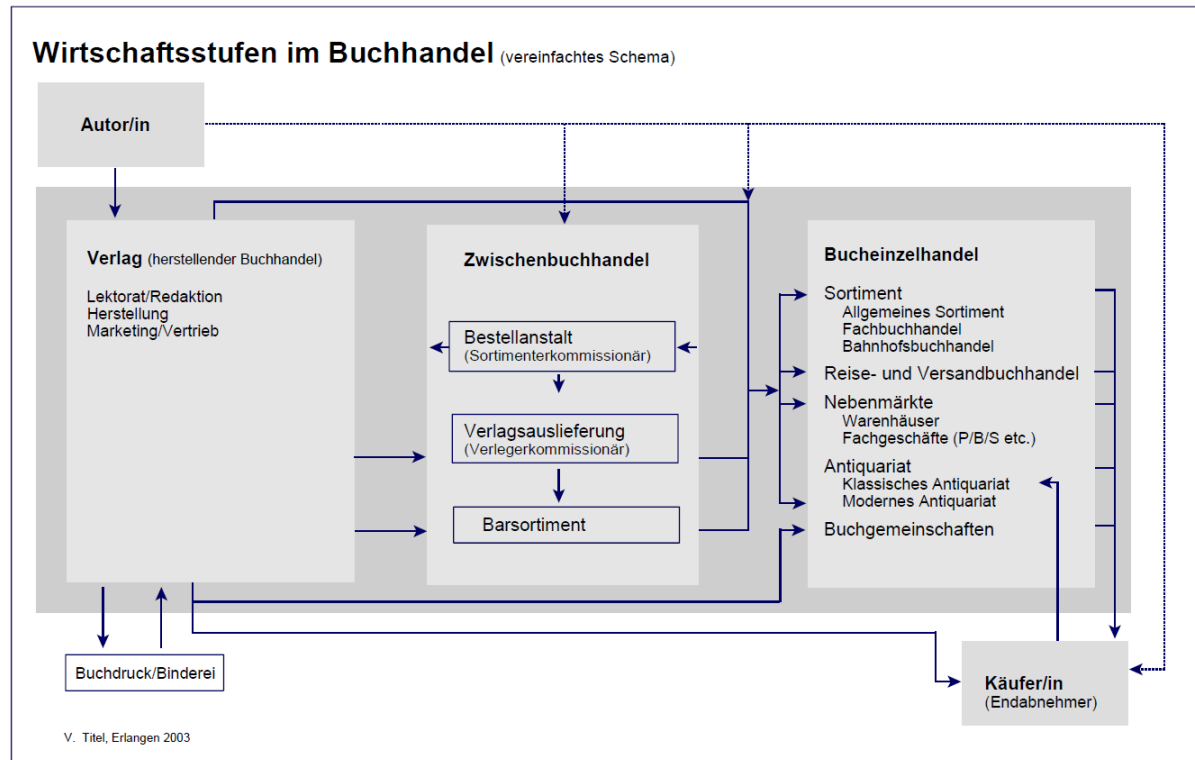 Wirtschaftsstufen im Buchhandel (vereinfachtes Schema)
Autor/in
Verlag (herstellender Buchhandel)
Lektorat/Redaktion
Herstellung
Marketing/Vertrieb
Zwischenbuchhandel
Bestellanstalt
(Sortimenterkommissionär)
Verlagsauslieferung
(Verlegerkommissionär)
Barsortiment
Bucheinzelhandel
Sortiment
Allgemeines Sortiment
Fachbuchhandel
Bahnhofsbuchhandel
Reise- und Versandbuchhandel
Nebenmärkte
Warenhäuser
Fachgeschäfte (P/B/S etc.)
Antiquariat
Klassisches Antiquariat
Modernes Antiquariat
Buchgemeinschaften
Buchdruck/Binderei
Käufer/in
(Endabnehmer)
V. Titel, Erlangen 2003